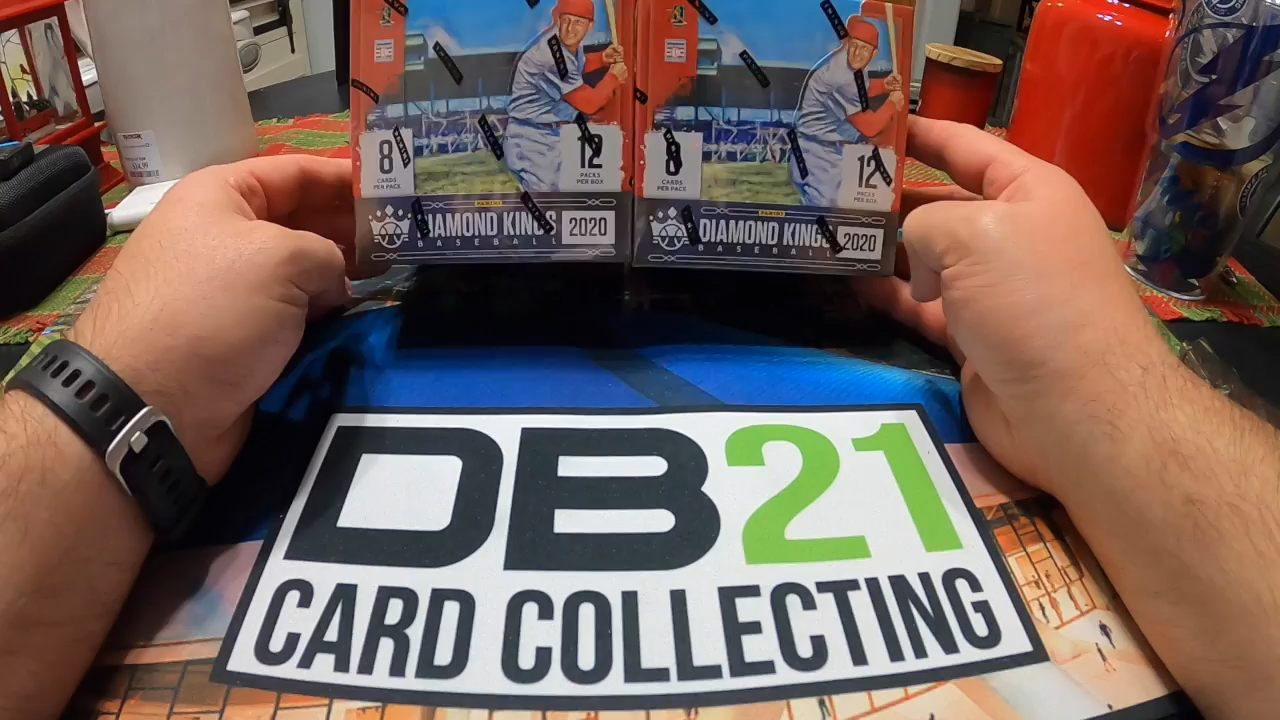 8
CARDS
PER PACK
12
PACKS
PER BOX
PANINI
DIAMOND KINGS
BASEBALL
2020
8
CARDS
PER PACK
12
PACKS
PER BOX
PANINI
DIAMOND KINGS
BASEBALL
2020
DB21
CARD COLLECTING